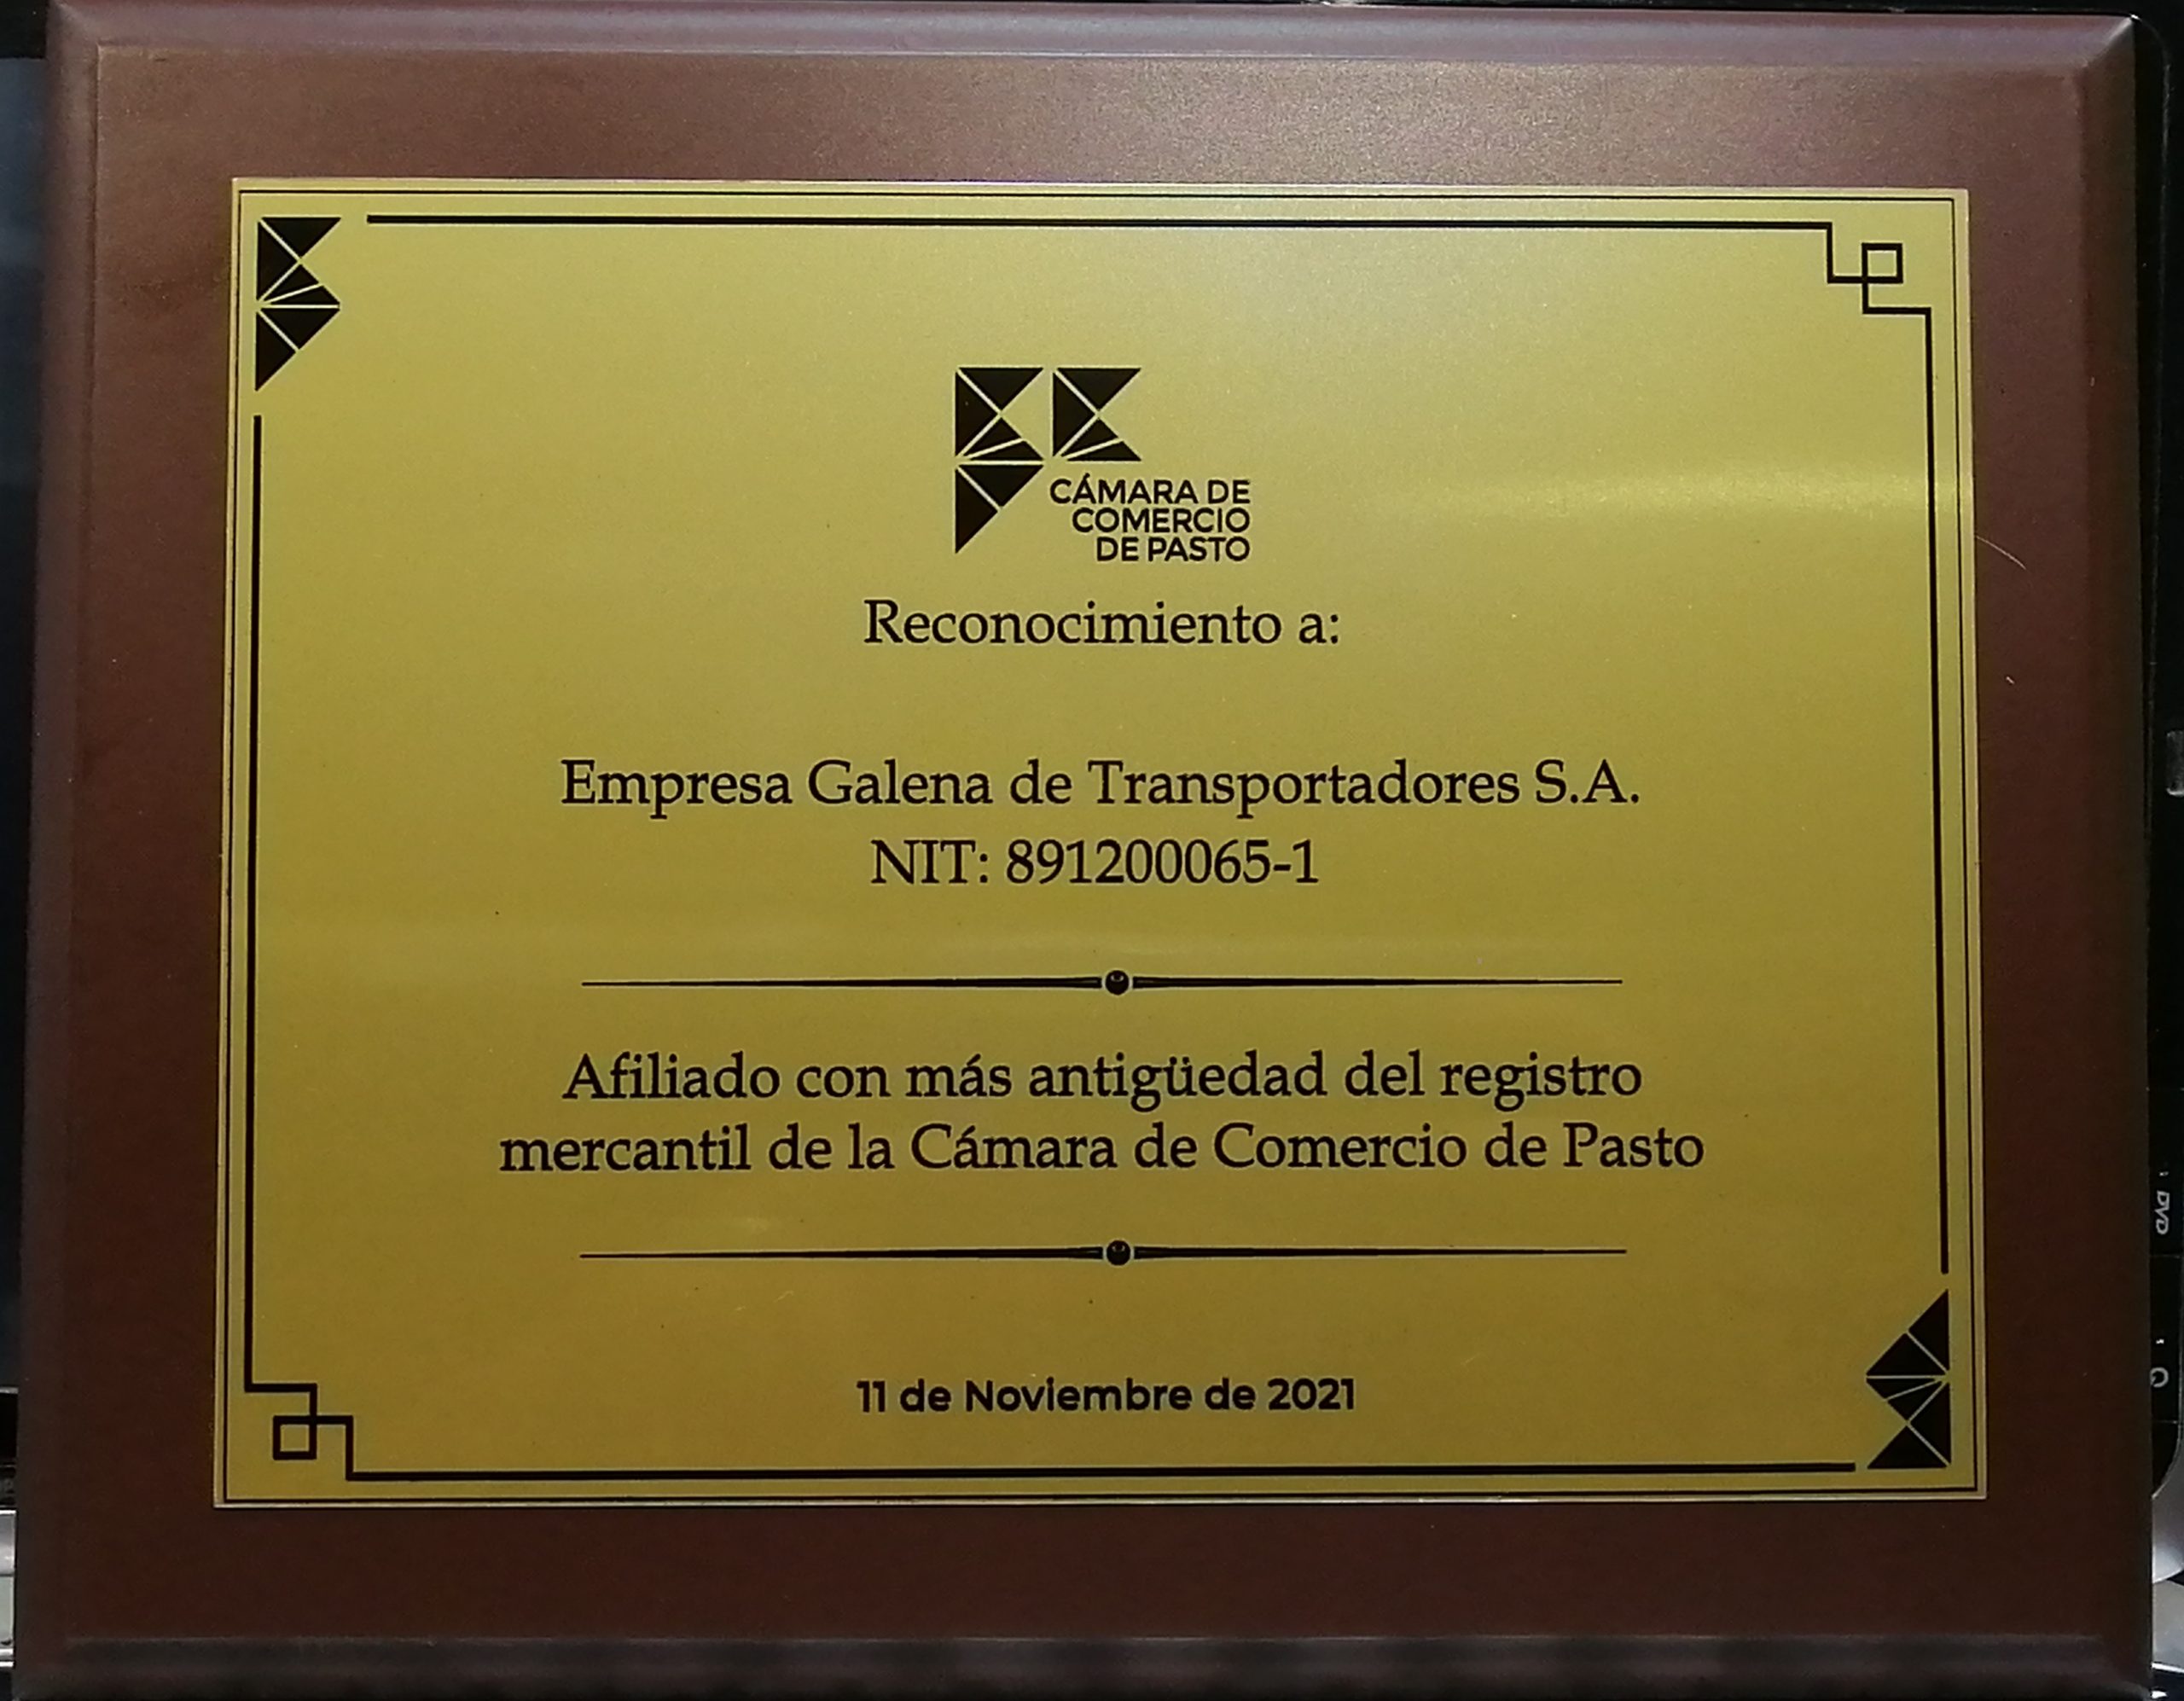 CÁMARA DE
COMERCIO
DE PASTO
Reconocimiento a:
Empresa Galena de Transportadores S.A.
NIT: 891200065-1
Afiliado con más antigüedad del registro
mercantil de la Cámara de Comercio de Pasto
11 de Noviembre de 2021
DVD